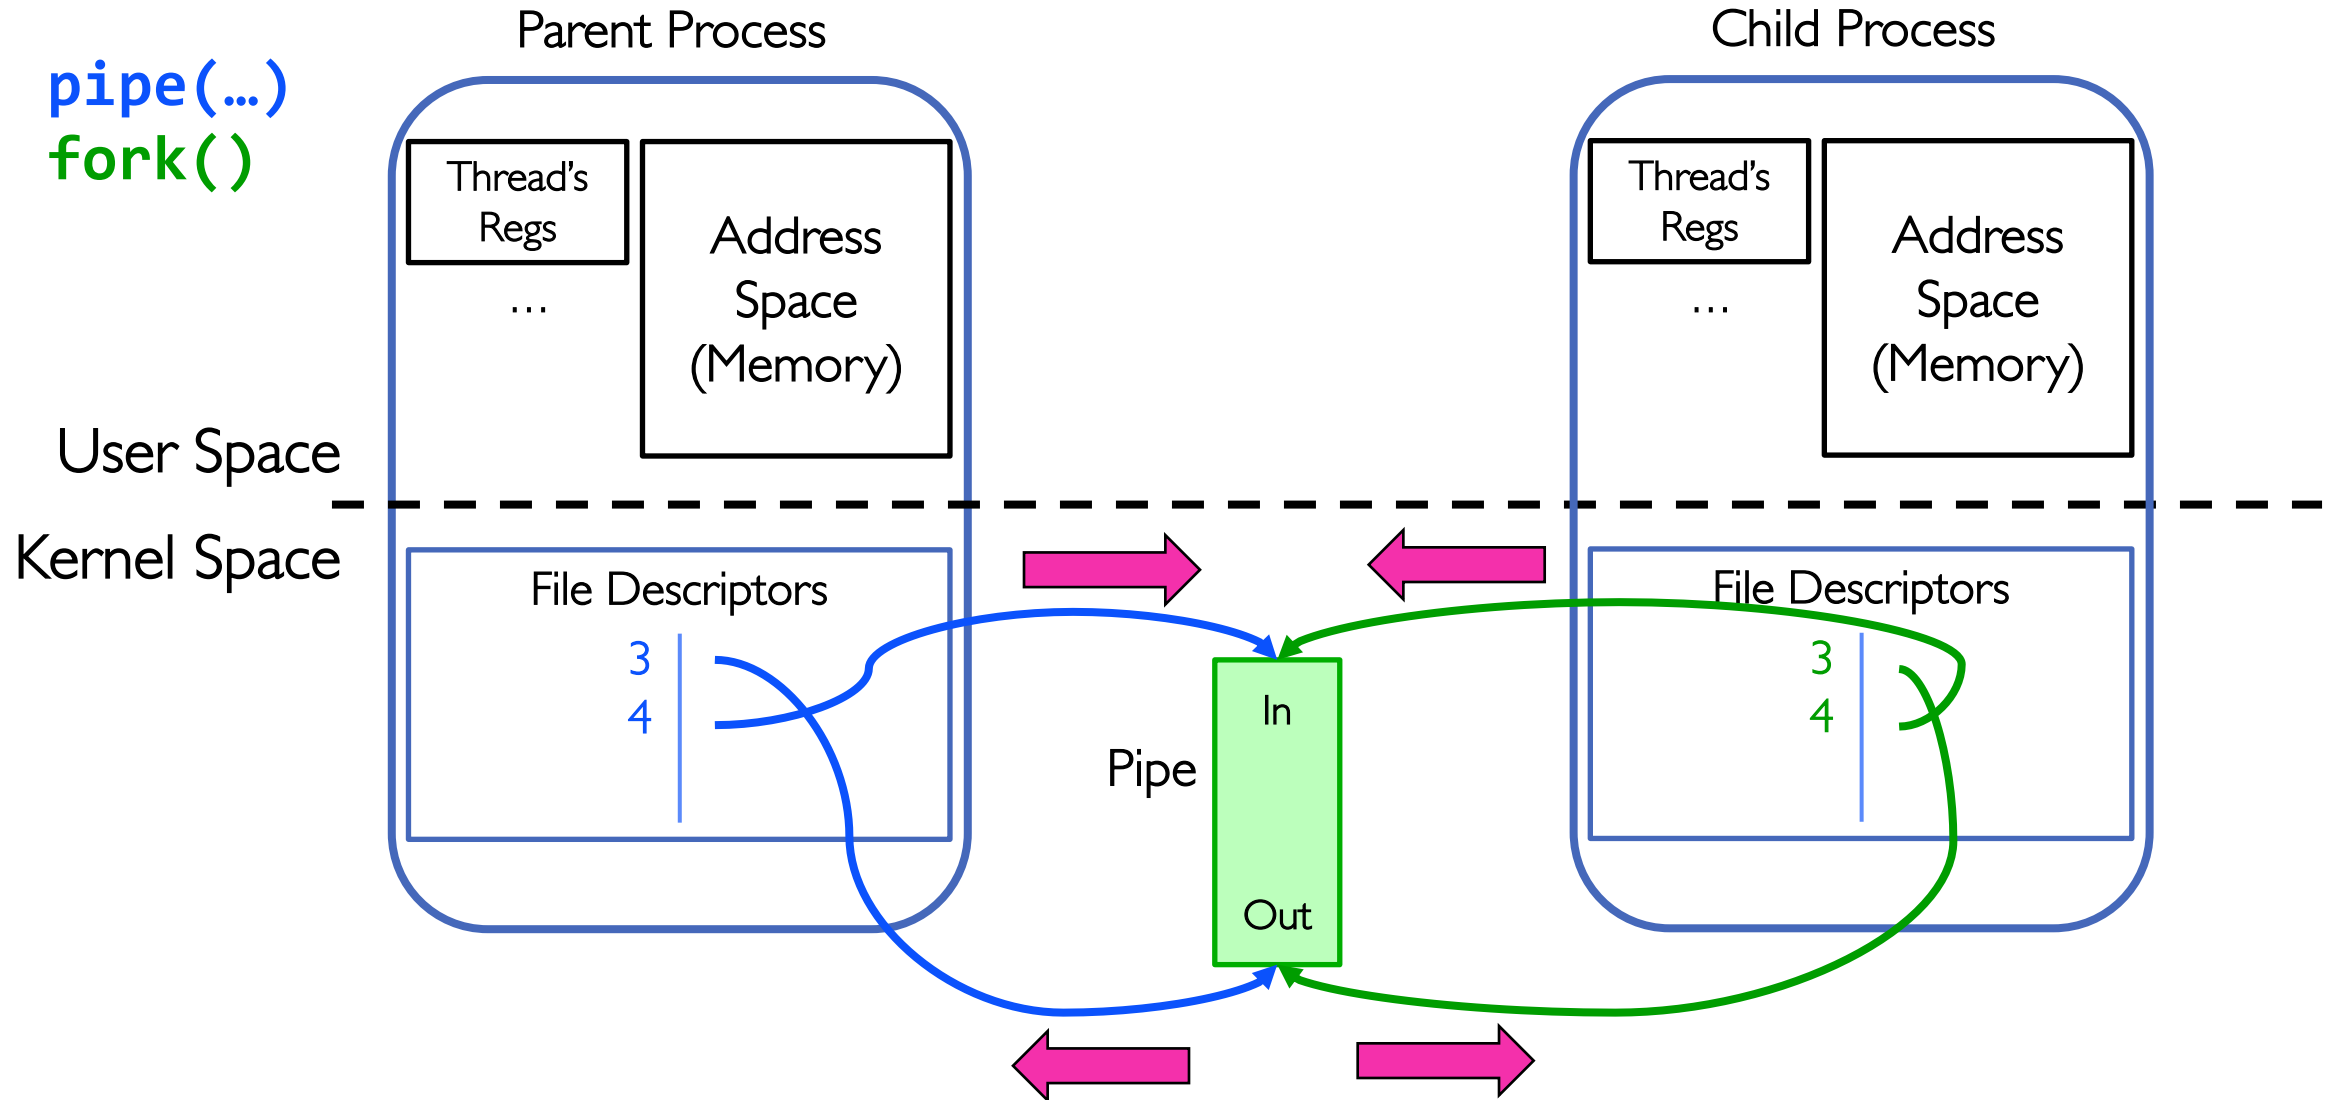 pipe(…)
fork()
Parent Process
Thread's
Regs
…
Address
Space
(Memory)
Child Process
Thread's
Regs
…
Address
Space
(Memory)
User Space
Kernel Space
File Descriptors
3
4
Pipe
In
Out
File Descriptors
3
4